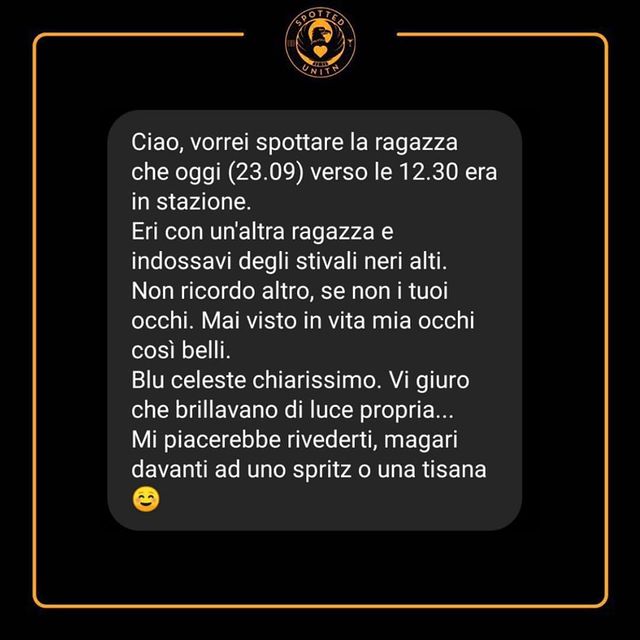 SPOTTED
UNITN
Ciao, vorrei spottare la ragazza
che oggi (23.09) verso le 12.30 era
in stazione.
Eri con un'altra ragazza e
indossavi degli stivali neri alti.
Non ricordo altro, se non i tuoi
occhi. Mai visto in vita mia occhi
così belli.
Blu celeste chiarissimo. Vi giuro
che brillavano di luce propria...
Mi piacerebbe rivederti, magari
davanti ad uno spritz o una tisana
☺️